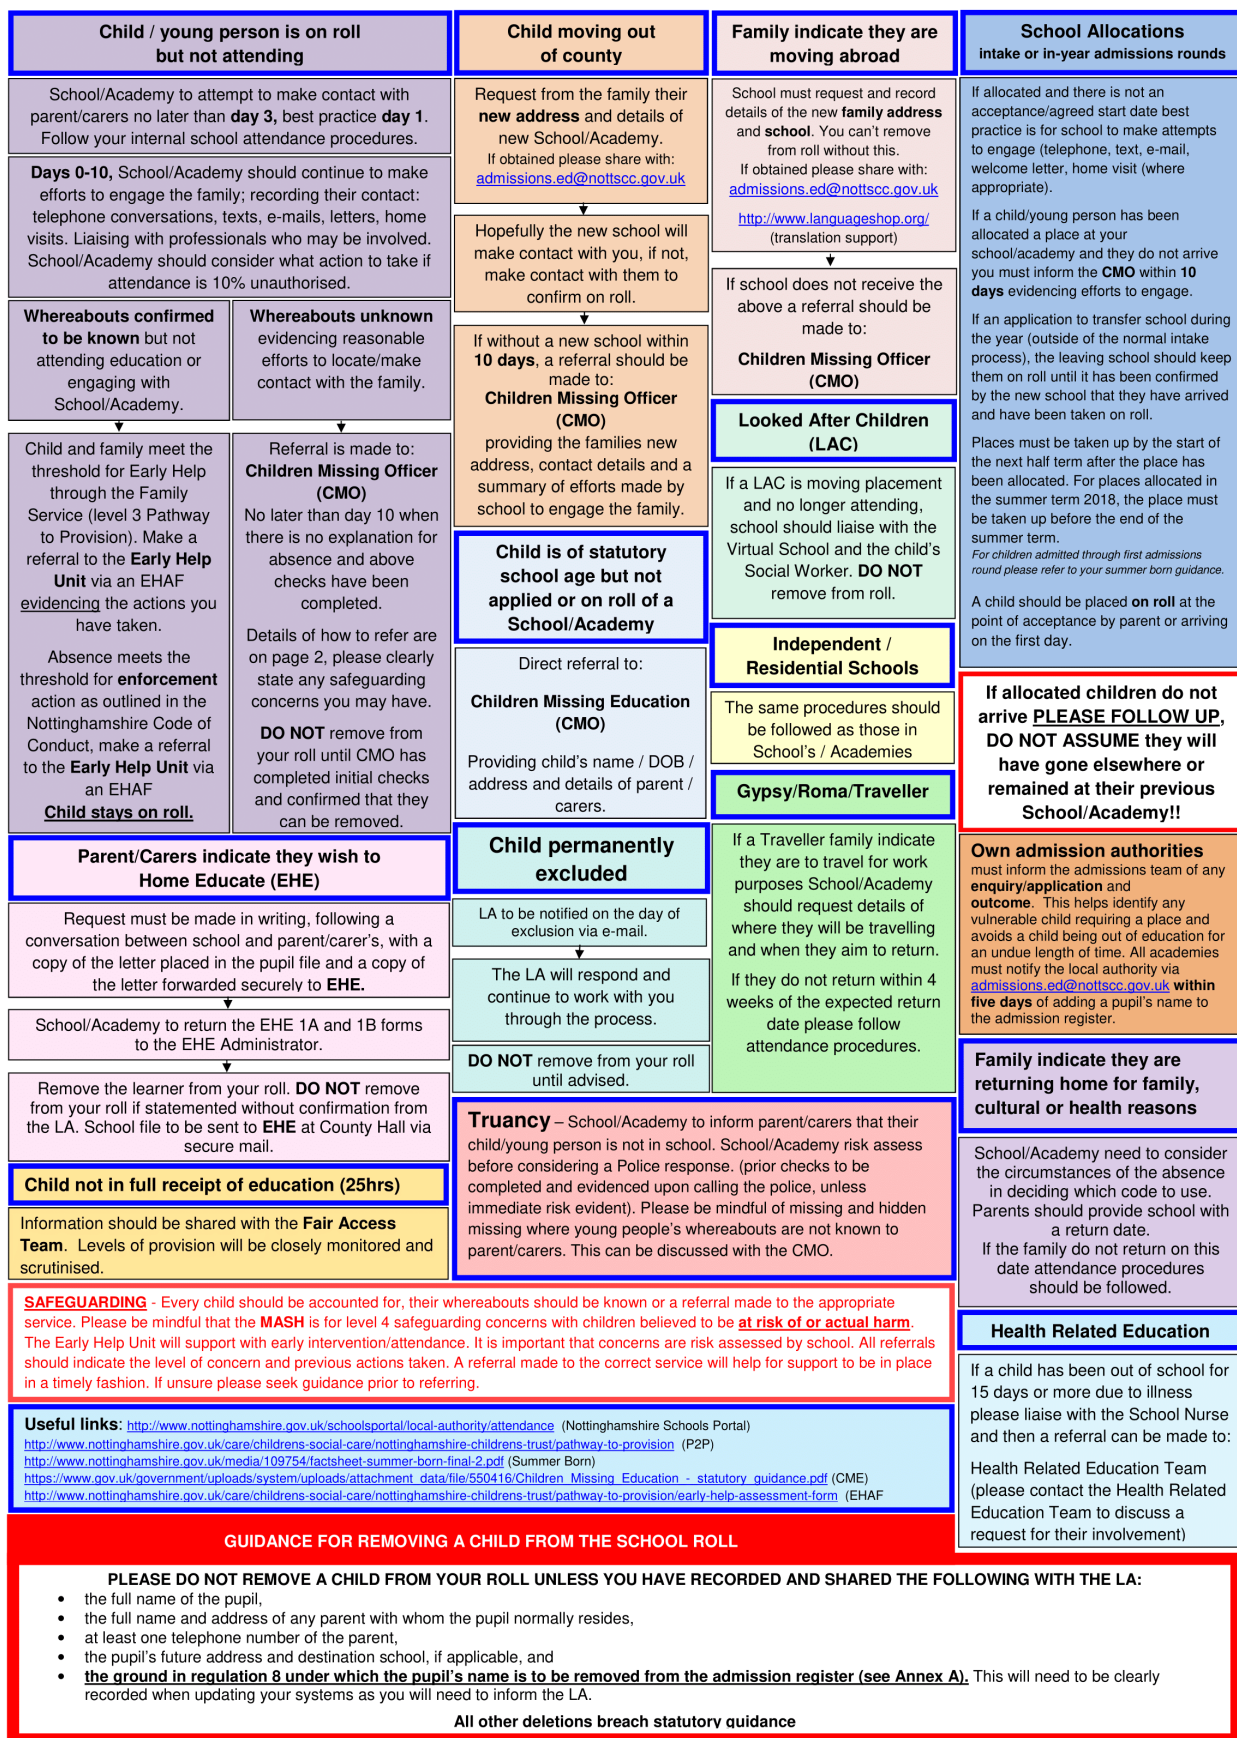 Child / young person is on roll
but not attending
School/Academy to attempt to make contact with
parent/carers no later than day 3, best practice day 1.
Follow your internal school attendance procedures.
Days 0-10, School/Academy should continue to make
efforts to engage the family; recording their contact:
telephone conversations, texts, e-mails, letters, home
visits. Liaising with professionals who may be involved.
School/Academy should consider what action to take if
attendance is 10% unauthorised.
Whereabouts confirmed
to be known but not
attending education or
engaging with
School/Academy.
Child and family meet the
threshold for Early Help
through the Family
Service (level 3 Pathway
to Provision). Make a
referral to the Early Help
Unit via an EHAF
evidencing the actions you
have taken.
Absence meets the
threshold for enforcement
action as outlined in the
Nottinghamshire Code of
Conduct, make a referral
to the Early Help Unit via
an EHAF
Child stays on roll.
Whereabouts unknown
evidencing reasonable
efforts to locate/make
contact with the family.
Referral is made to:
Children Missing Officer
(CMO)
No later than day 10 when
there is no explanation for
absence and above
checks have been
completed.
Details of how to refer are
on page 2, please clearly
state any safeguarding
concerns you may have.
DO NOT remove from
your roll until CMO has
completed initial checks
and confirmed that they
can be removed.
Parent/Carers indicate they wish to
Home Educate (EHE)
Request must be made in writing, following a
conversation between school and parent/carer's, with a
copy of the letter placed in the pupil file and a copy of
the letter forwarded securely to EHE.
School/Academy to return the EHE 1A and 1B forms
to the EHE Administrator.
Remove the learner from your roll. DO NOT remove
from your roll if statemented without confirmation from
the LA. School file to be sent to EHE at County Hall via
secure mail.
Child not in full receipt of education (25hrs)
Information should be shared with the Fair Access
Team.  Levels of provision will be closely monitored and
scrutinised.
Child moving out
of county
Request from the family their
new address and details of
new School/Academy.
If obtained please share with:
admissions.ed@nottscc.gov.uk
Hopefully the new school will
make contact with you, if not,
make contact with them to
confirm on roll.
If without a new school within
10 days, a referral should be
made to:
Children Missing Officer
(CMO)
providing the families new
address, contact details and a
summary of efforts made by
school to engage the family.
Child is of statutory
school age but not
applied or on roll of a
School/Academy
Direct referral to:
Children Missing Education
(CMO)
Providing child's name / DOB /
address and details of parent /
carers.
Child permanently
excluded
LA to be notified on the day of
exclusion via e-mail.
The LA will respond and
continue to work with you
through the process.
DO NOT remove from your roll
until advised.
Family indicate they are
moving abroad
School must request and record
details of the new family address
and school. You can't remove
from roll without this.
If obtained please share with:
admissions.ed@nottscc.gov.uk
http://www.languageshop.org/
(translation support)
If school does not receive the
above a referral should be
made to:
Children Missing Officer
(CMO)
Looked After Children
(LAC)
If a LAC is moving placement
and no longer attending,
school should liaise with the
Virtual School and the child's
Social Worker. DO NOT
remove from roll.
Independent /
Residential Schools
The same procedures should
be followed as those in
School's / Academies
Gypsy/Roma/Traveller
If a Traveller family indicate
they are to travel for work
purposes School/Academy
should request details of
where they will be travelling
and when they aim to return.
If they do not return within 4
weeks of the expected return
date please follow
attendance procedures.
Truancy – School/Academy to inform parent/carers that their
child/young person is not in school. School/Academy risk assess
before considering a Police response. (prior checks to be
completed and evidenced upon calling the police, unless
immediate risk evident). Please be mindful of missing and hidden
missing where young people's whereabouts are not known to
parent/carers. This can be discussed with the CMO.
School Allocations
intake or in-year admissions rounds
If allocated and there is not an
acceptance/agreed start date best
practice is for school to make attempts
to engage (telephone, text, e-mail,
welcome letter, home visit (where
appropriate).
If a child/young person has been
allocated a place at your
school/academy and they do not arrive
you must inform the CMO within 10
days evidencing efforts to engage.
If an application to transfer school during
the year (outside of the normal intake
process), the leaving school should keep
them on roll until it has been confirmed
by the new school that they have arrived
and have been taken on roll.
Places must be taken up by the start of
the next half term after the place has
been allocated. For places allocated in
the summer term 2018, the place must
be taken up before the end of the
summer term.
For children admitted through first admissions
round please refer to your summer born guidance.
A child should be placed on roll at the
point of acceptance by parent or arriving
on the first day.
If allocated children do not
arrive PLEASE FOLLOW UP,
DO NOT ASSUME they will
have gone elsewhere or
remained at their previous
School/Academy!!
Own admission authorities
must inform the admissions team of any
enquiry/application and
outcome.  This helps identify any
vulnerable child requiring a place and
avoids a child being out of education for
an undue length of time. All academies
must notify the local authority via
admissions.ed@nottscc.gov.uk within
five days of adding a pupil's name to
the admission register.
Family indicate they are
returning home for family,
cultural or health reasons
School/Academy need to consider
the circumstances of the absence
in deciding which code to use.
Parents should provide school with
a return date.
If the family do not return on this
date attendance procedures
should be followed.
Health Related Education
If a child has been out of school for
15 days or more due to illness
please liaise with the School Nurse
and then a referral can be made to:
Health Related Education Team
(please contact the Health Related
Education Team to discuss a
request for their involvement)
SAFEGUARDING - Every child should be accounted for, their whereabouts should be known or a referral made to the appropriate
service. Please be mindful that the MASH is for level 4 safeguarding concerns with children believed to be at risk of or actual harm.
The Early Help Unit will support with early intervention/attendance. It is important that concerns are risk assessed by school. All referrals
should indicate the level of concern and previous actions taken. A referral made to the correct service will help for support to be in place
in a timely fashion. If unsure please seek guidance prior to referring.
Useful links: http://www.nottinghamshire.gov.uk/schoolsportal/local-authority/attendance  (Nottinghamshire Schools Portal)
http://www.nottinghamshire.gov.uk/care/childrens-social-care/nottinghamshire-childrens-trust/pathway-to-provision  (P2P)
http://www.nottinghamshire.gov.uk/media/109754/factsheet-summer-born-final-2.pdf (Summer Born)
https://www.gov.uk/government/uploads/system/uploads/attachment_data/file/550416/Children_Missing_Education_-_statutory_guidance.pdf (CME)
http://www.nottinghamshire.gov.uk/care/childrens-social-care/nottinghamshire-childrens-trust/pathway-to-provision/early-help-assessment-form  (EHAF
GUIDANCE FOR REMOVING A CHILD FROM THE SCHOOL ROLL
PLEASE DO NOT REMOVE A CHILD FROM YOUR ROLL UNLESS YOU HAVE RECORDED AND SHARED THE FOLLOWING WITH THE LA:
• the full name of the pupil,
• the full name and address of any parent with whom the pupil normally resides,
• at least one telephone number of the parent,
• the pupil's future address and destination school, if applicable, and
• the ground in regulation 8 under which the pupil's name is to be removed from the admission register (see Annex A). This will need to be clearly
recorded when updating your systems as you will need to inform the LA.
All other deletions breach statutory guidance